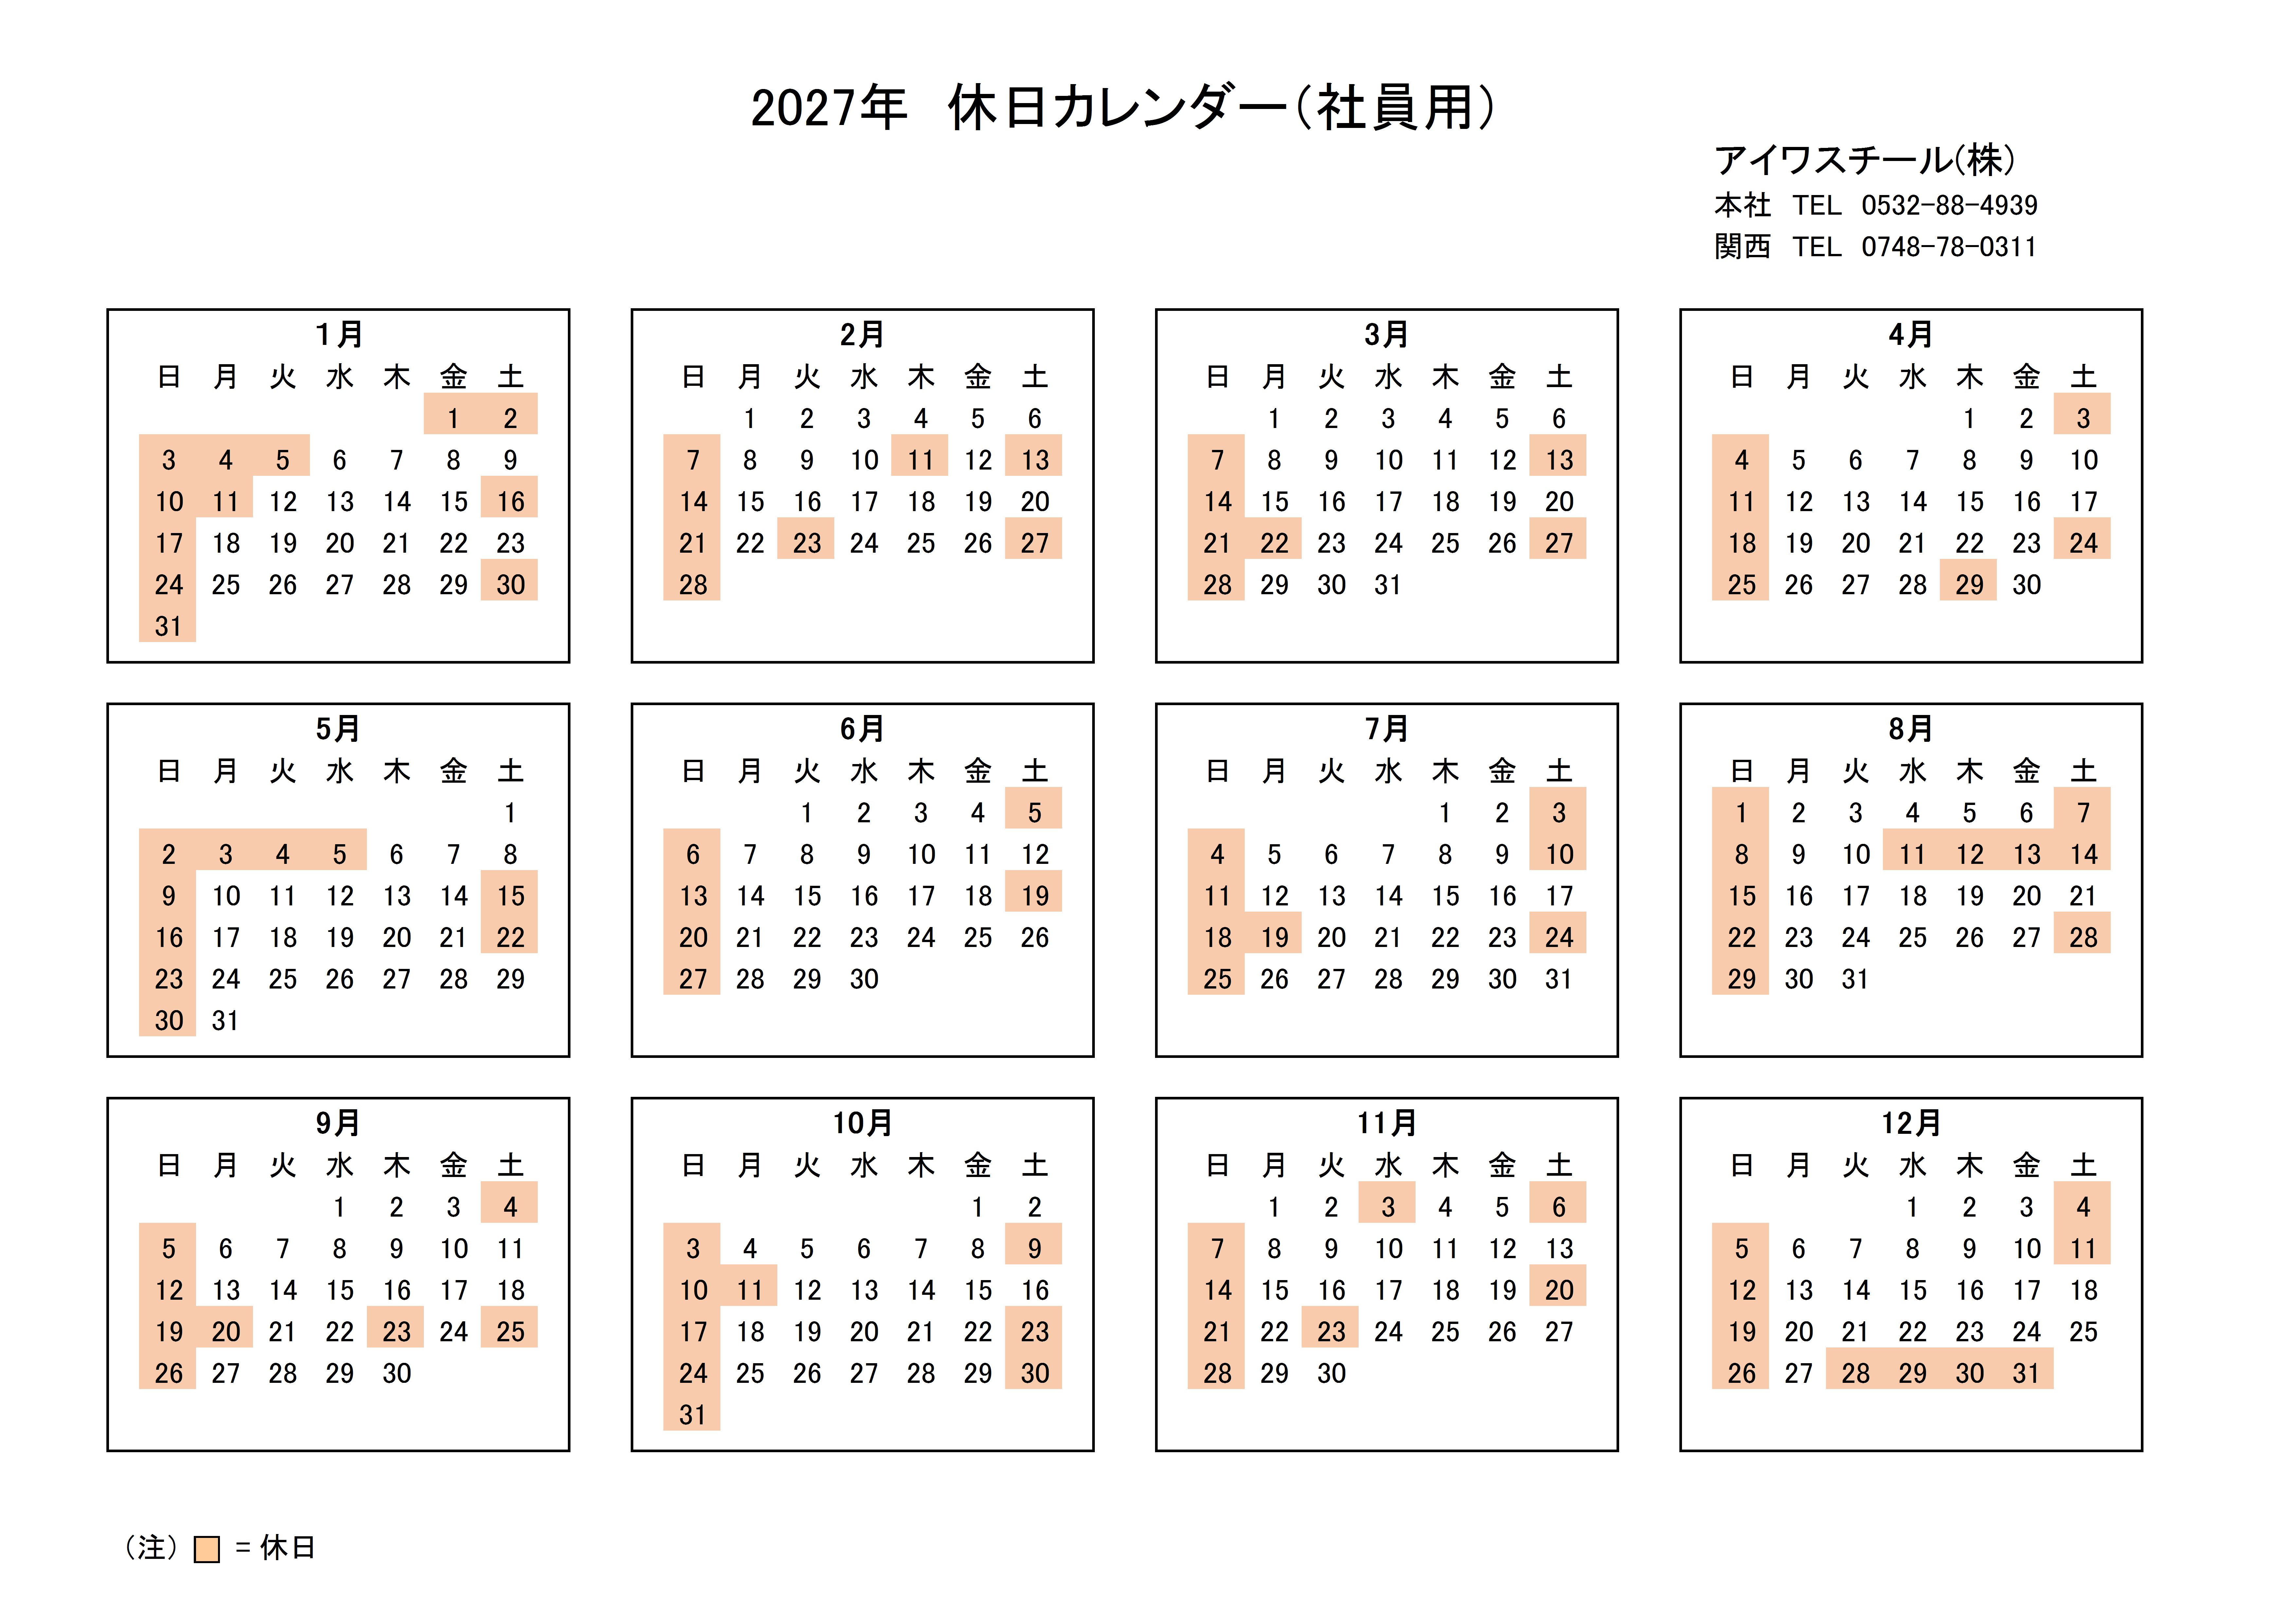 2027年 休日カレンダー（社員用）
アイワスチール(株)
本社 TEL 0532-88-4939
関西 TEL 0748-78-0311
1月
日 月 火 水 木 金 土
1 2
3 4 5 6 7 8 9
10 11 12 13 14 15 16
17 18 19 20 21 22 23
24 25 26 27 28 29 30
31
2月
日 月 火 水 木 金 土
1 2 3 4 5 6
7 8 9 10 11 12 13
14 15 16 17 18 19 20
21 22 23 24 25 26 27
28
3月
日 月 火 水 木 金 土
1 2 3 4 5 6
7 8 9 10 11 12 13
14 15 16 17 18 19 20
21 22 23 24 25 26 27
28 29 30 31
4月
日 月 火 水 木 金 土
1 2 3
4 5 6 7 8 9 10
11 12 13 14 15 16 17
18 19 20 21 22 23 24
25 26 27 28 29 30
5月
日 月 火 水 木 金 土
1
2 3 4 5 6 7 8
9 10 11 12 13 14 15
16 17 18 19 20 21 22
23 24 25 26 27 28 29
30 31
6月
日 月 火 水 木 金 土
1 2 3 4 5
6 7 8 9 10 11 12
13 14 15 16 17 18 19
20 21 22 23 24 25 26
27 28 29 30
7月
日 月 火 水 木 金 土
1 2 3
4 5 6 7 8 9 10
11 12 13 14 15 16 17
18 19 20 21 22 23 24
25 26 27 28 29 30 31
8月
日 月 火 水 木 金 土
1 2 3 4 5 6 7
8 9 10 11 12 13 14
15 16 17 18 19 20 21
22 23 24 25 26 27 28
29 30 31
9月
日 月 火 水 木 金 土
1 2 3 4
5 6 7 8 9 10 11
12 13 14 15 16 17 18
19 20 21 22 23 24 25
26 27 28 29 30
10月
日 月 火 水 木 金 土
1 2
3 4 5 6 7 8 9
10 11 12 13 14 15 16
17 18 19 20 21 22 23
24 25 26 27 28 29 30
31
11月
日 月 火 水 木 金 土
1 2 3 4 5 6
7 8 9 10 11 12 13
14 15 16 17 18 19 20
21 22 23 24 25 26 27
28 29 30
12月
日 月 火 水 木 金 土
1 2 3 4
5 6 7 8 9 10 11
12 13 14 15 16 17 18
19 20 21 22 23 24 25
26 27 28 29 30 31
（注） = 休日